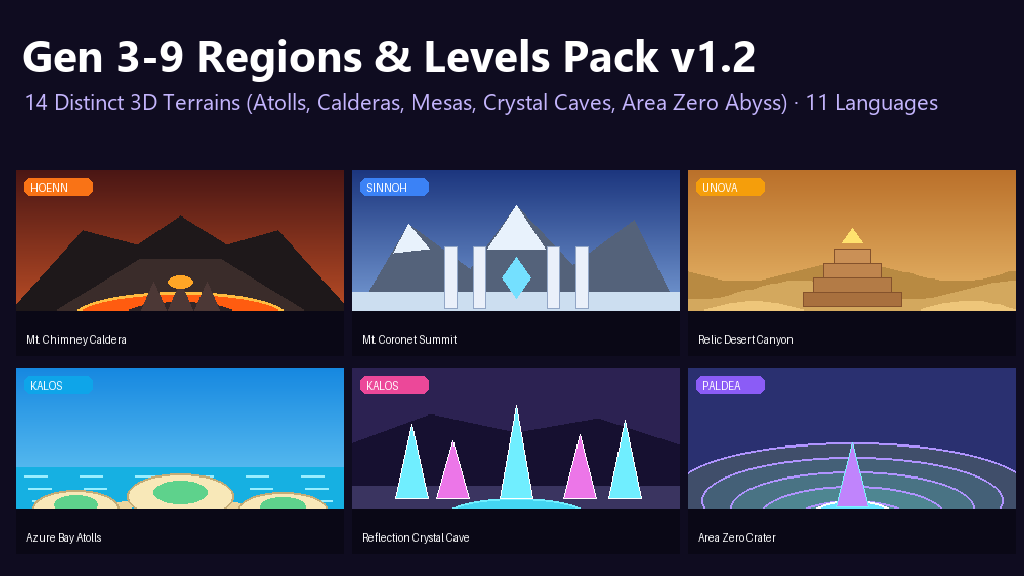 Gen 3-9 Regions & Levels Pack v1.2
14 Distinct 3D Terrains (Atolls, Calderas, Mesas, Crystal Caves, Area Zero Abyss) · 11 Languages
HOENN
SINNOH
UNOVA
Mt. Chimney Caldera
Mt. Coronet Summit
Relic Desert Canyon
KALOS
KALOS
PALDEA
Azure Bay Atolls
Reflection Crystal Cave
Area Zero Crater